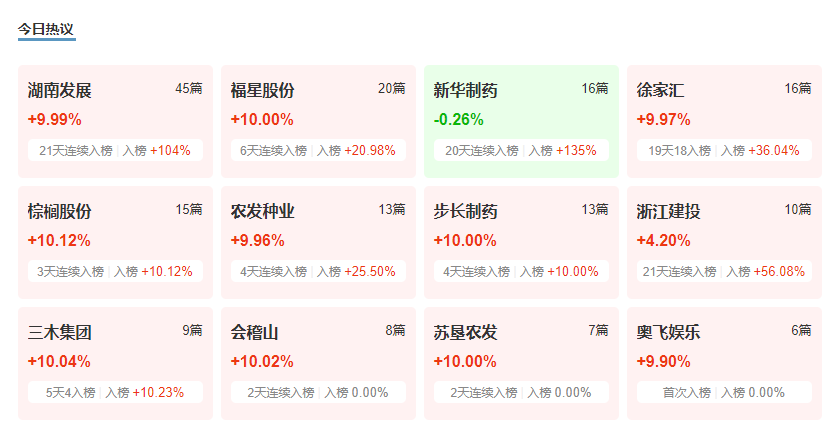 今日热议
湖南发展 45篇
+9.99%
21天连续入榜 | 入榜 +104%
福星股份 20篇
+10.00%
6天连续入榜 | 入榜 +20.98%
新华制药 16篇
-0.26%
20天连续入榜 | 入榜 +135%
徐家汇 16篇
+9.97%
19天18入榜 | 入榜 +36.04%
棕榈股份 15篇
+10.12%
3天连续入榜 | 入榜 +10.12%
农发种业 13篇
+9.96%
4天连续入榜 | 入榜 +25.50%
步长制药 13篇
+10.00%
4天连续入榜 | 入榜 +10.00%
浙江建投 10篇
+4.20%
21天连续入榜 | 入榜 +56.08%
三木集团 9篇
+10.04%
5天4入榜 | 入榜 +10.23%
会稽山 8篇
+10.02%
2天连续入榜 | 入榜 0.00%
苏垦农发 7篇
+10.00%
2天连续入榜 | 入榜 0.00%
奥飞娱乐 6篇
+9.90%
首次入榜 | 入榜 0.00%